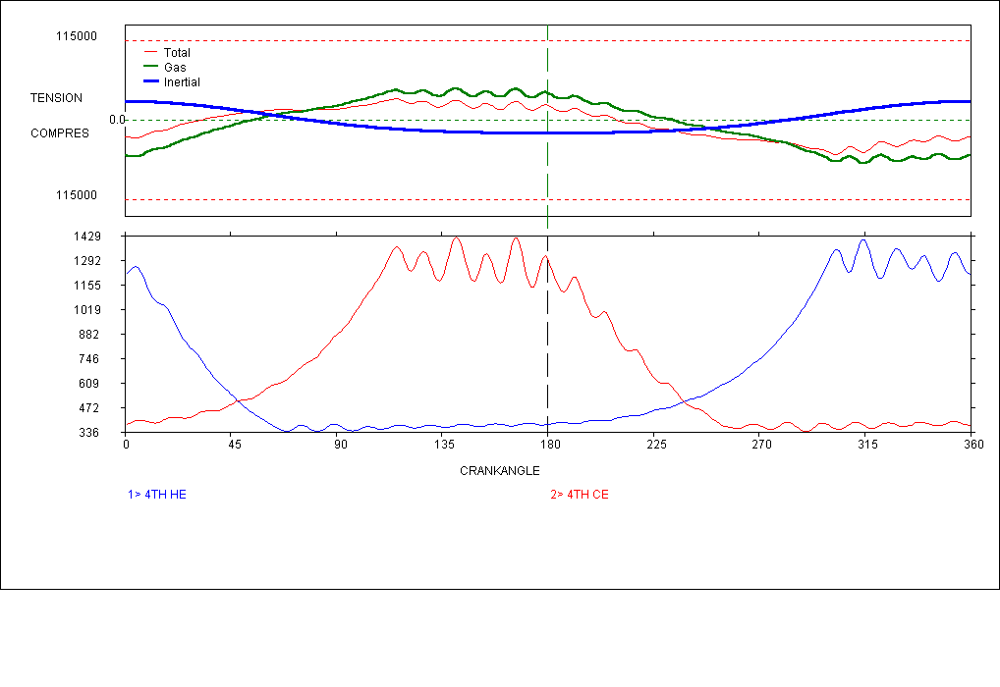 115000
Total
Gas
Inertial
TENSION
0.0
COMPRES
115000
1429
1292
1155
1019
882
746
609
472
336
0 45 90 135 180 225 270 315 360
CRANKANGLE
1> 4TH HE 2> 4TH CE